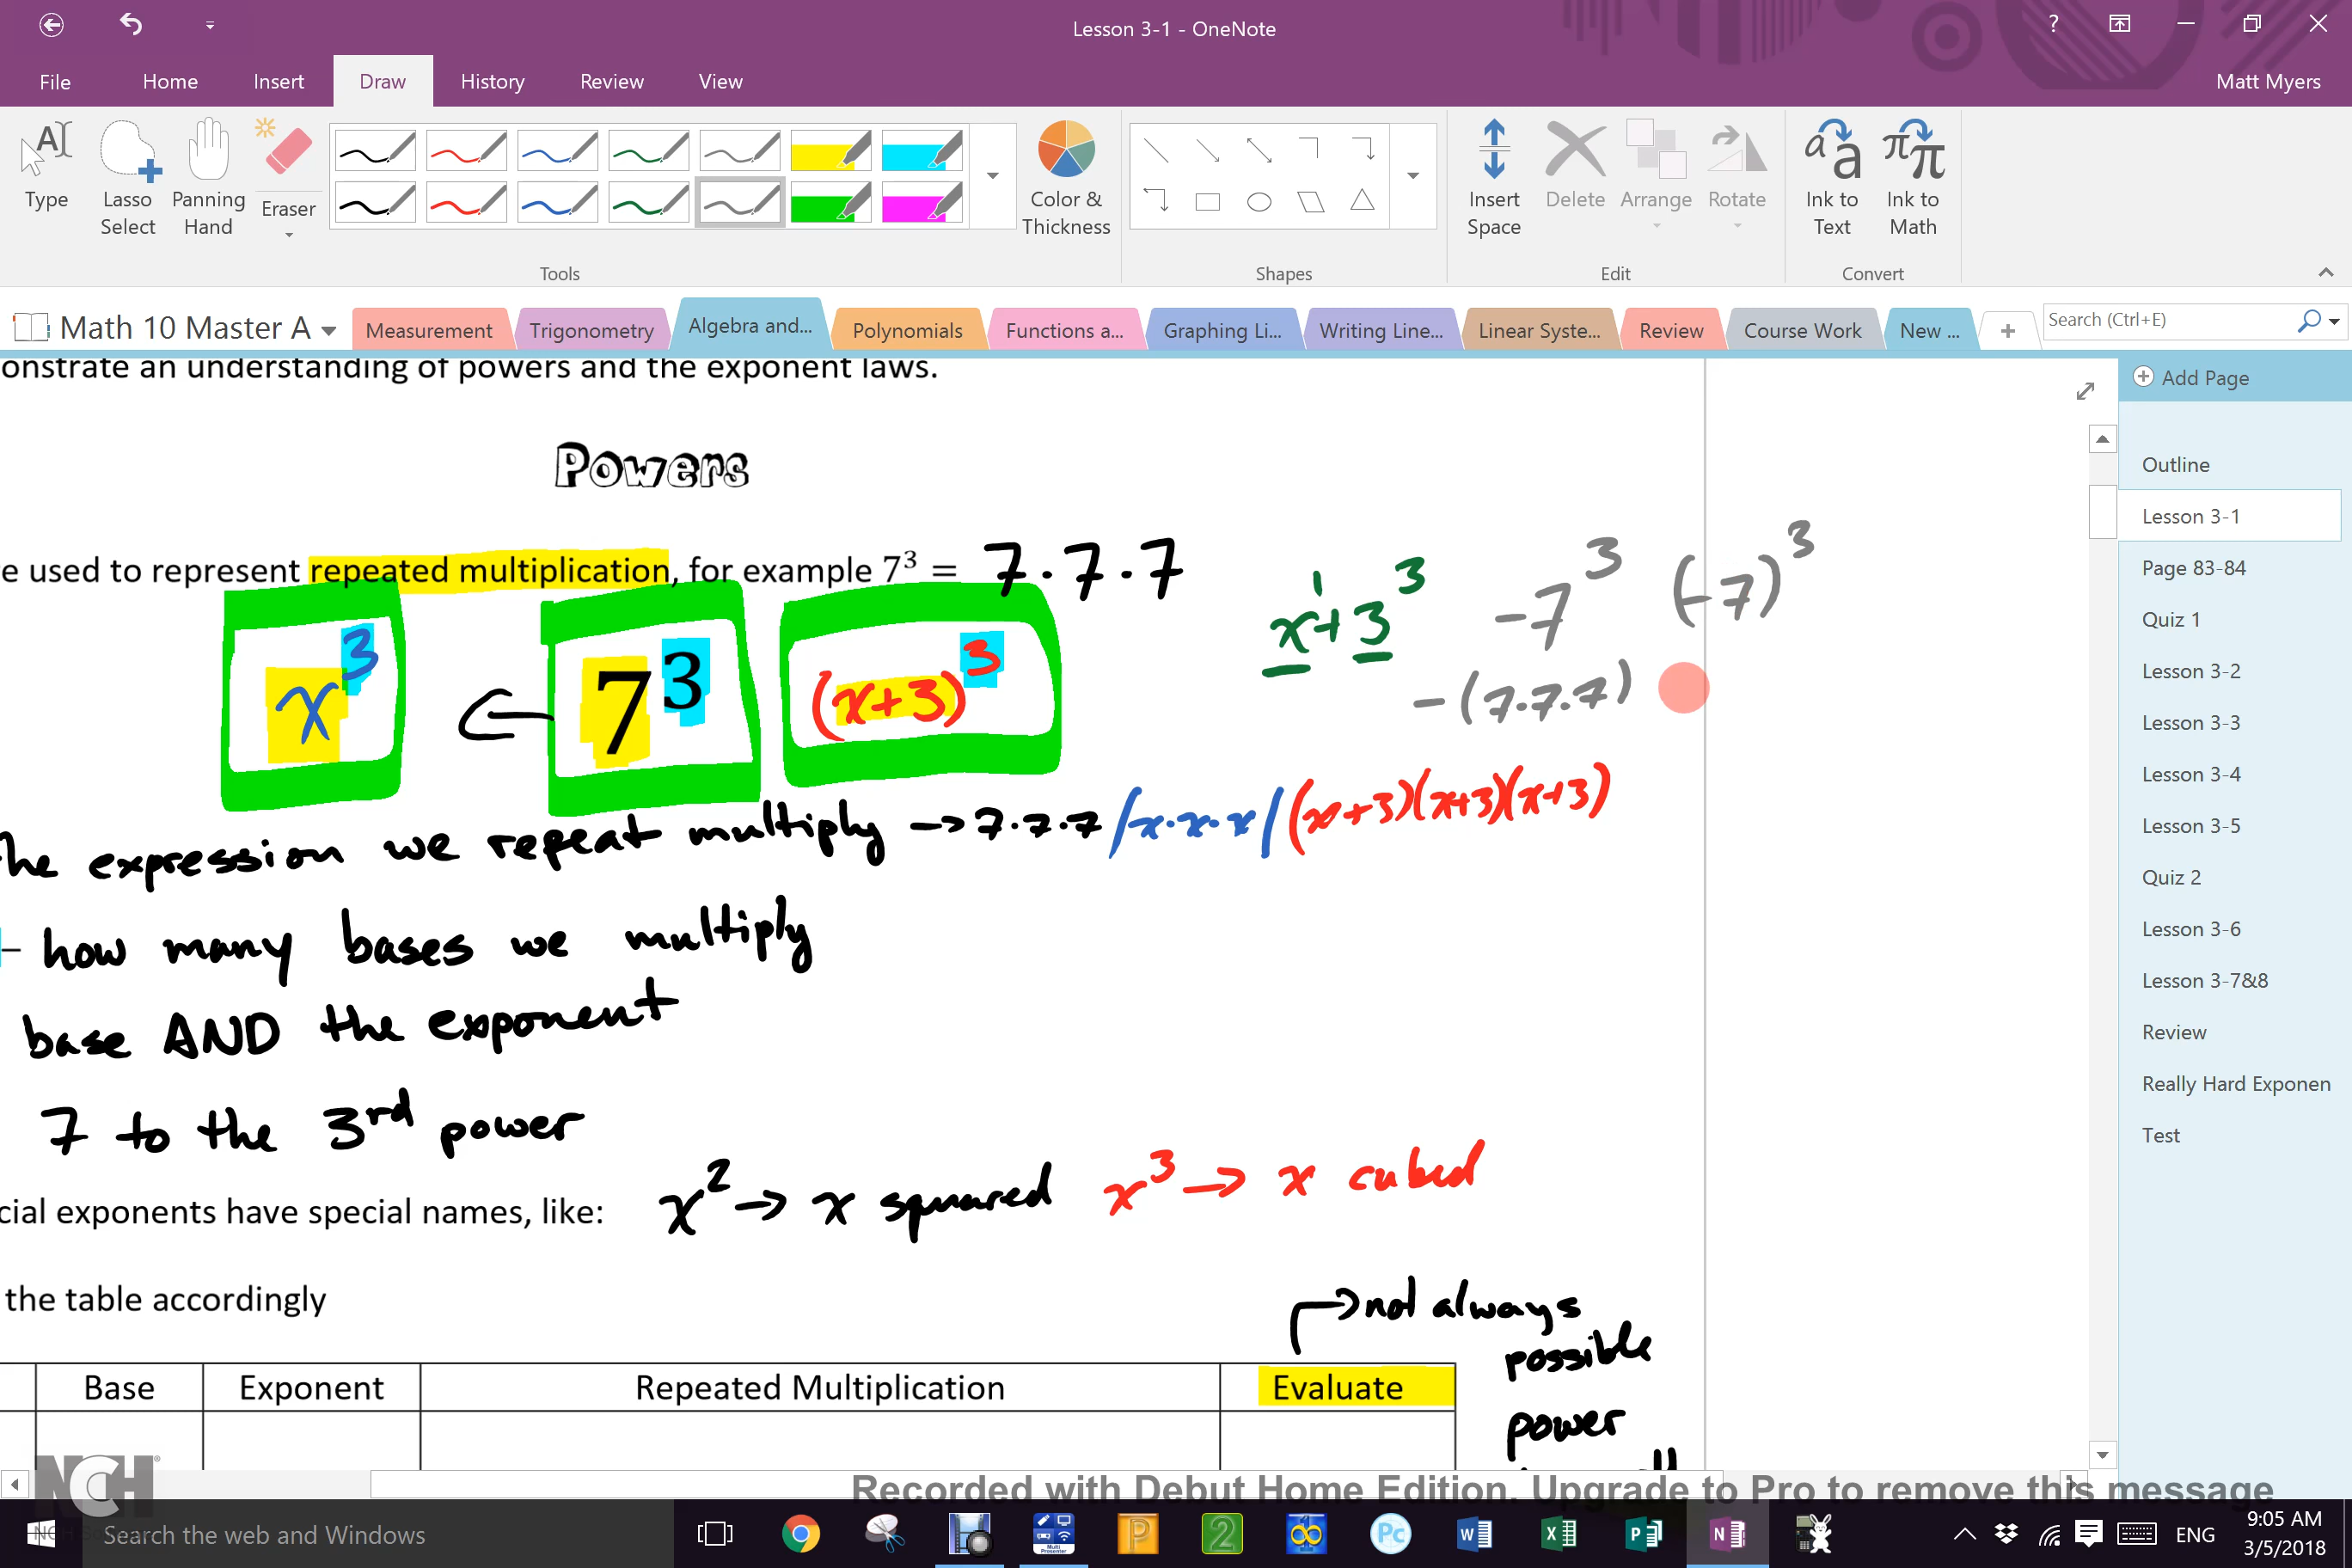 Lesson 3-1 - OneNote
?
File Home Insert Draw History Review View
Matt Myers
Type
Lasso Select
Panning Hand
Eraser
Color & Thickness
Insert Space
Delete
Arrange
Rotate
Ink to Text
Ink to Math
Tools
Shapes
Edit
Convert
Math 10 Master A
Measurement Trigonometry Algebra and... Polynomials Functions a... Graphing Li... Writing Line... Linear Syste... Review Course Work New ... +
Search (Ctrl+E)
onstrate an understanding of powers and the exponent laws.
Powers
e used to represent repeated multiplication, for example 7³ = 7·7·7
x¹+3³
-7³ (-7)³
-(7·7·7)
x³
7³
(x+3)³
the expression we repeat multiply → 7·7·7 / x·x·x / (x+3)(x+3)(x+3)
– how many bases we multiply
base AND the exponent
7 to the 3rd power
cial exponents have special names, like: x² → x squared x³ → x cubed
the table accordingly
→ not always
possible
power
Base Exponent Repeated Multiplication Evaluate
Add Page
Outline
Lesson 3-1
Page 83-84
Quiz 1
Lesson 3-2
Lesson 3-3
Lesson 3-4
Lesson 3-5
Quiz 2
Lesson 3-6
Lesson 3-7&8
Review
Really Hard Exponen
Test
NCH
Recorded with Debut Home Edition. Upgrade to Pro to remove this message
Search the web and Windows
ENG
9:05 AM
3/5/2018